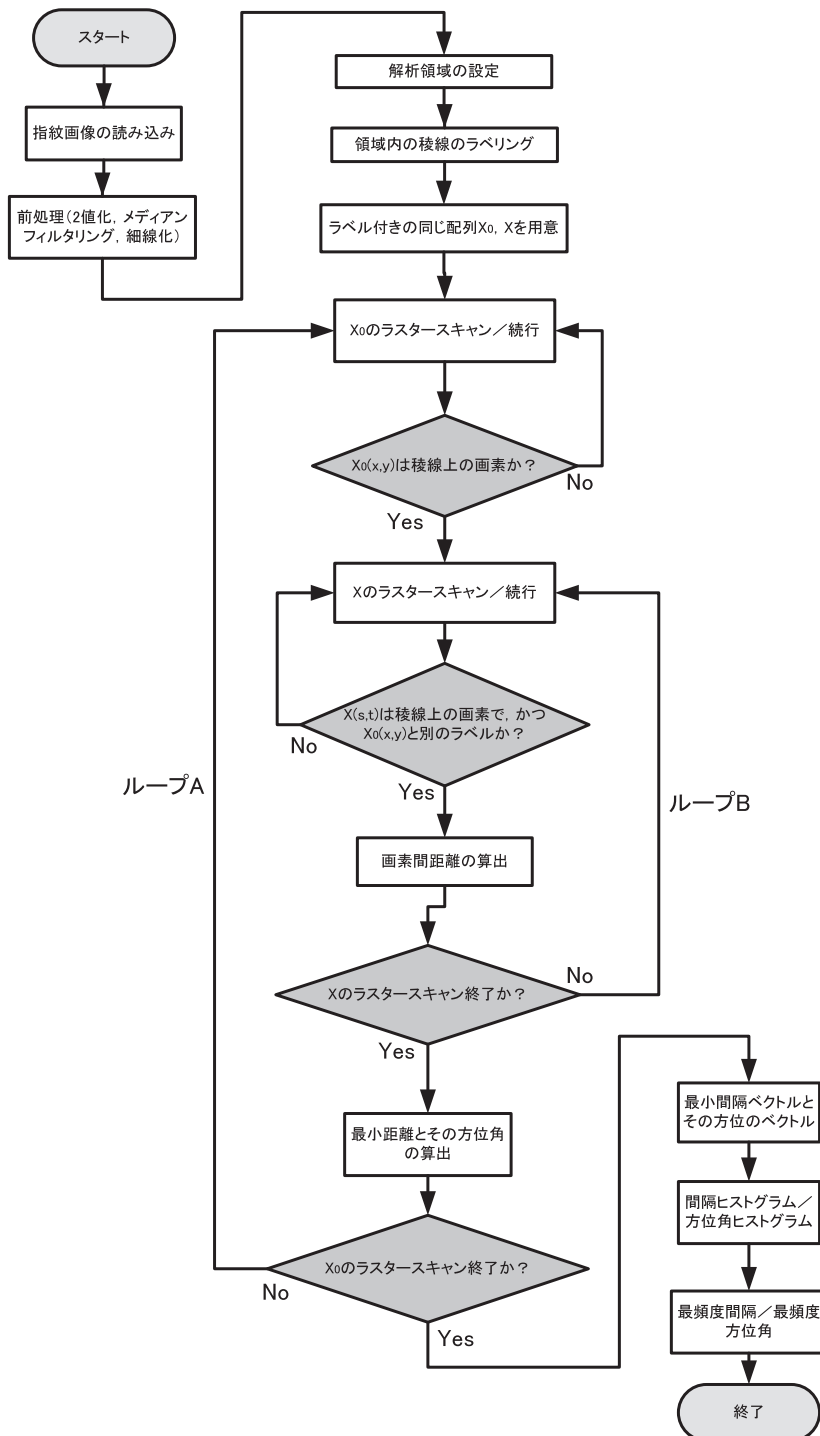 スタート
指紋画像の読み込み
前処理(2値化, メディアン
フィルタリング, 細線化)
解析領域の設定
領域内の稜線のラベリング
ラベル付きの同じ配列X₀, Xを用意
X₀のラスタースキャン/続行
X₀(x,y)は稜線上の画素か?
No
Yes
Xのラスタースキャン/続行
X(s,t)は稜線上の画素で, かつ
X₀(x,y)と別のラベルか?
No
Yes
ループA
ループB
画素間距離の算出
Xのラスタースキャン終了か?
No
Yes
最小距離とその方位角
の算出
X₀のラスタースキャン終了か?
No
Yes
最小間隔ベクトルと
その方位のベクトル
間隔ヒストグラム/
方位角ヒストグラム
最頻度間隔/最頻度
方位角
終了